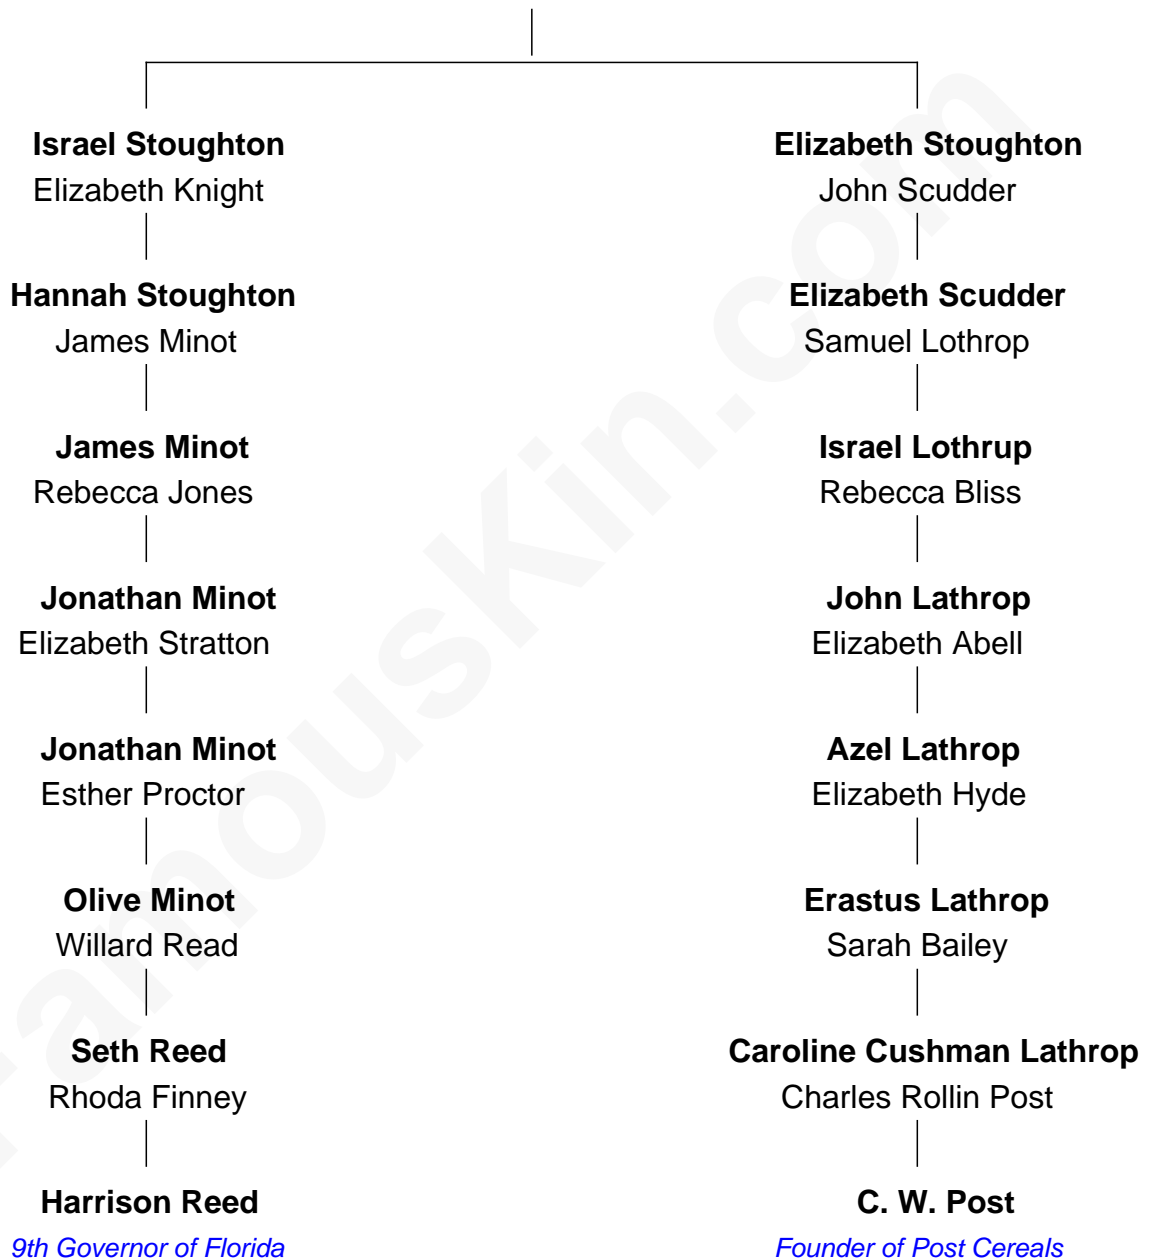 Israel Stoughton
Elizabeth Knight
Hannah Stoughton
James Minot
James Minot
Rebecca Jones
Jonathan Minot
Elizabeth Stratton
Jonathan Minot
Esther Proctor
Olive Minot
Willard Read
Seth Reed
Rhoda Finney
Harrison Reed
9th Governor of Florida
Elizabeth Stoughton
John Scudder
Elizabeth Scudder
Samuel Lothrop
Israel Lothrup
Rebecca Bliss
John Lathrop
Elizabeth Abell
Azel Lathrop
Elizabeth Hyde
Erastus Lathrop
Sarah Bailey
Caroline Cushman Lathrop
Charles Rollin Post
C. W. Post
Founder of Post Cereals
FamousKin.com